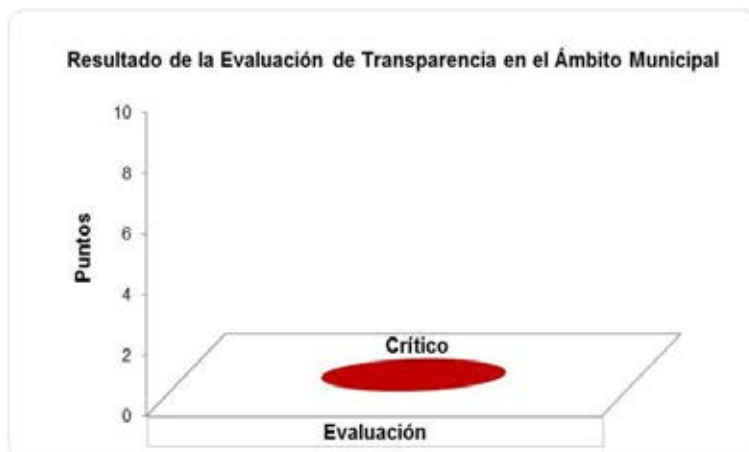 Resultado de la Evaluación de Transparencia en el Ámbito Municipal
10
8
6
4
2
0
Puntos
Crítico
Evaluación